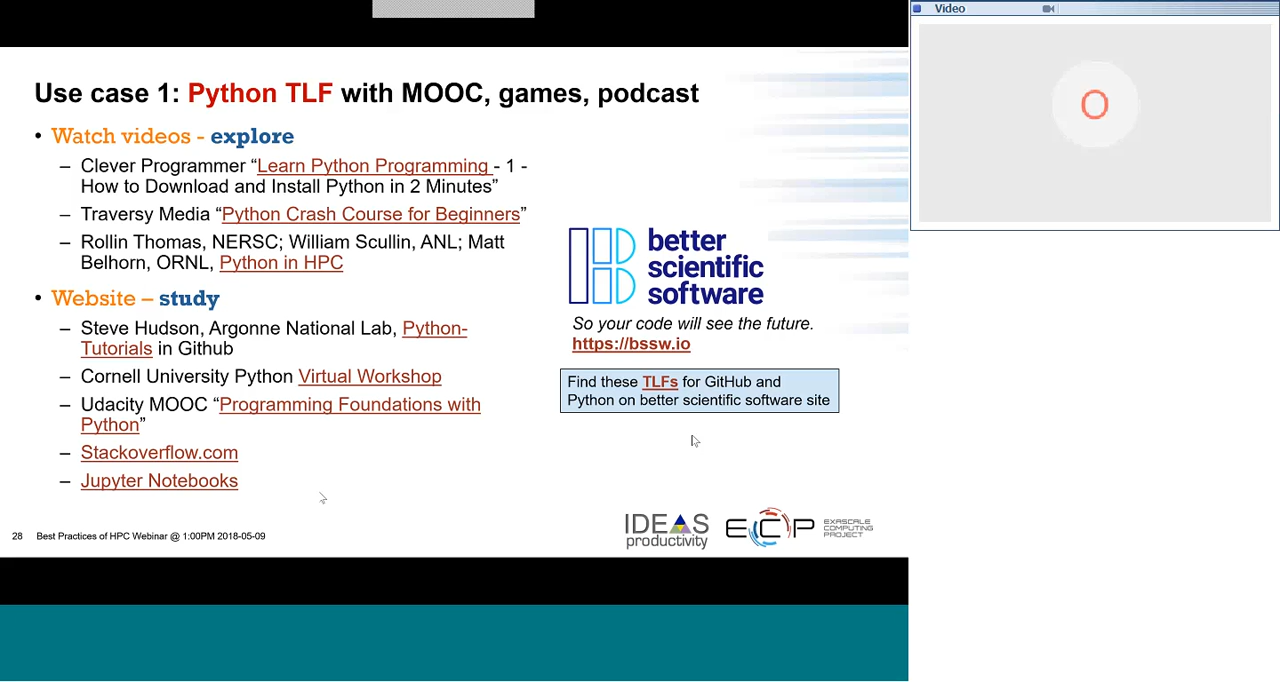 Video
O
Use case 1: Python TLF with MOOC, games, podcast
• Watch videos - explore
– Clever Programmer “Learn Python Programming - 1 -
How to Download and Install Python in 2 Minutes”
– Traversy Media “Python Crash Course for Beginners”
– Rollin Thomas, NERSC; William Scullin, ANL; Matt
Belhorn, ORNL, Python in HPC
• Website – study
– Steve Hudson, Argonne National Lab, Python-
Tutorials in Github
– Cornell University Python Virtual Workshop
– Udacity MOOC “Programming Foundations with
Python”
– Stackoverflow.com
– Jupyter Notebooks
better
scientific
software
So your code will see the future.
https://bssw.io
Find these TLFs for GitHub and
Python on better scientific software site
28 Best Practices of HPC Webinar @ 1:00PM 2018-05-09
IDEAS
productivity
ECP
EXASCALE
COMPUTING
PROJECT